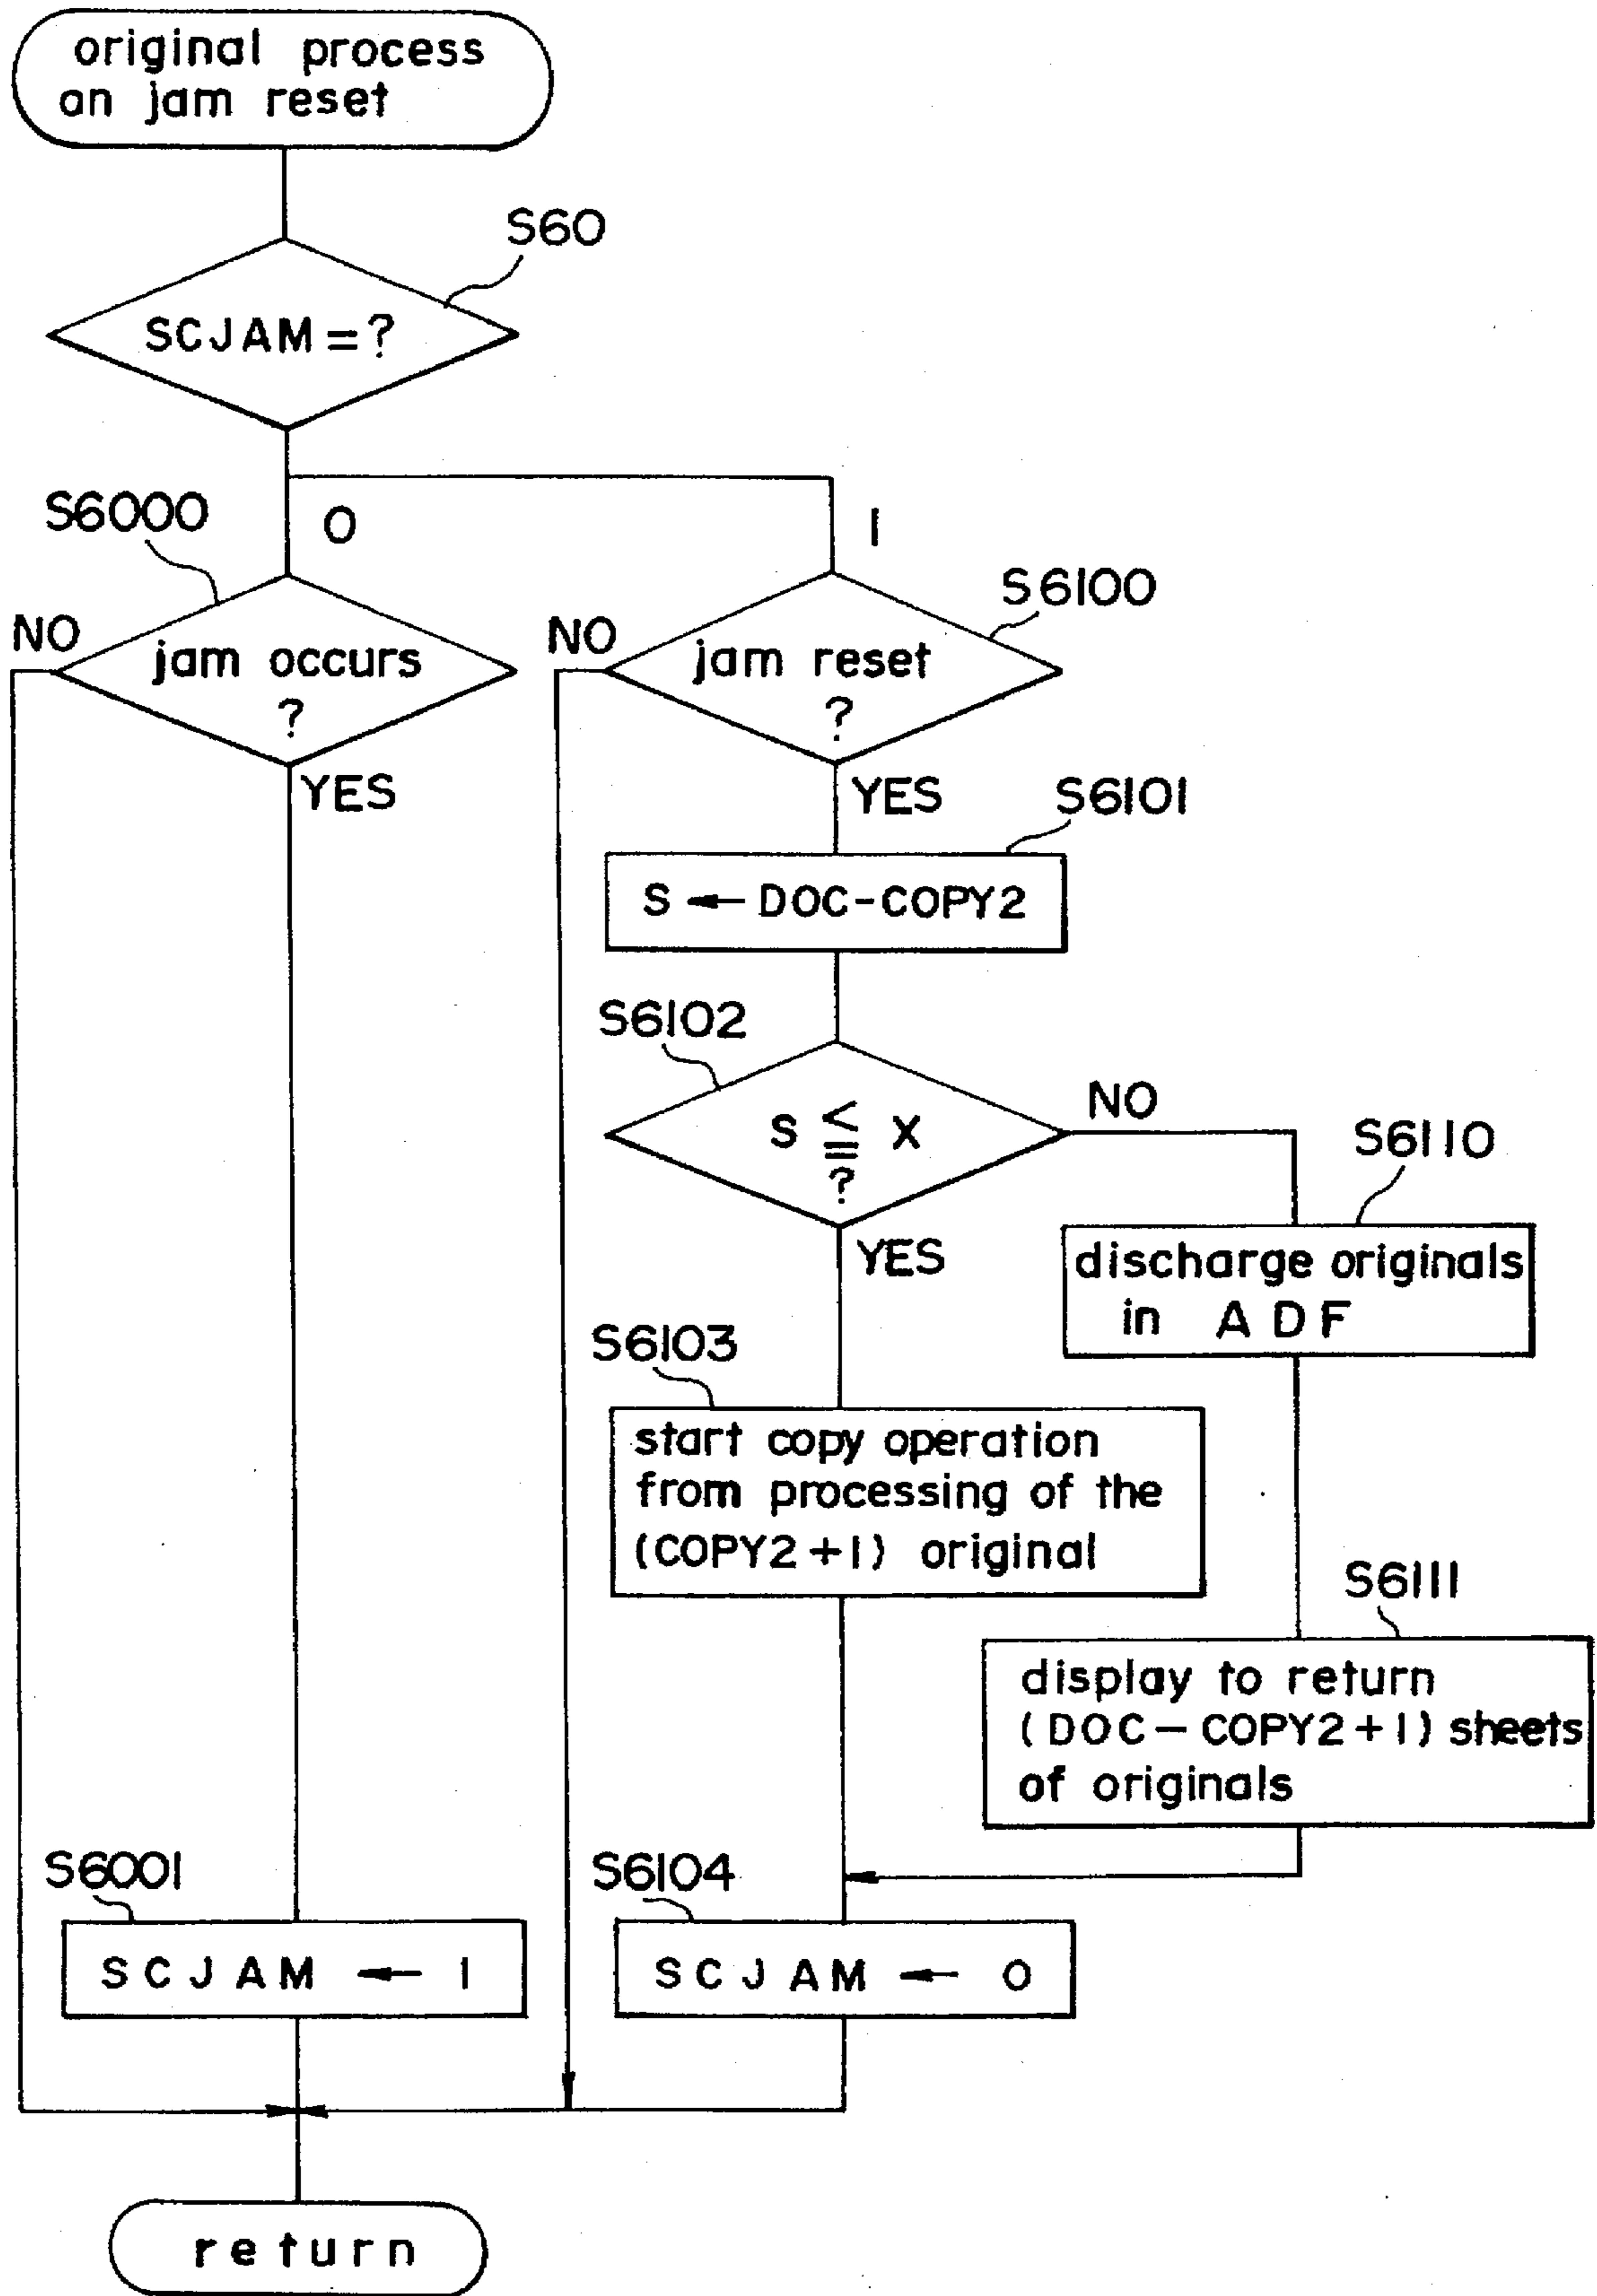 original process
an jam reset
S60
SCJAM=?
S6000
0
1
S6100
NO
jam occurs
?
YES
NO
jam reset
?
YES
S6101
S ← DOC-COPY2
S6102
S ≦ X
?
NO
YES
S6110
discharge originals
in ADF
S6103
start copy operation
from processing of the
(COPY2+1) original
S6111
display to return
(DOC-COPY2+1) sheets
of originals
S6001
SCJAM ← 1
S6104
SCJAM ← 0
return